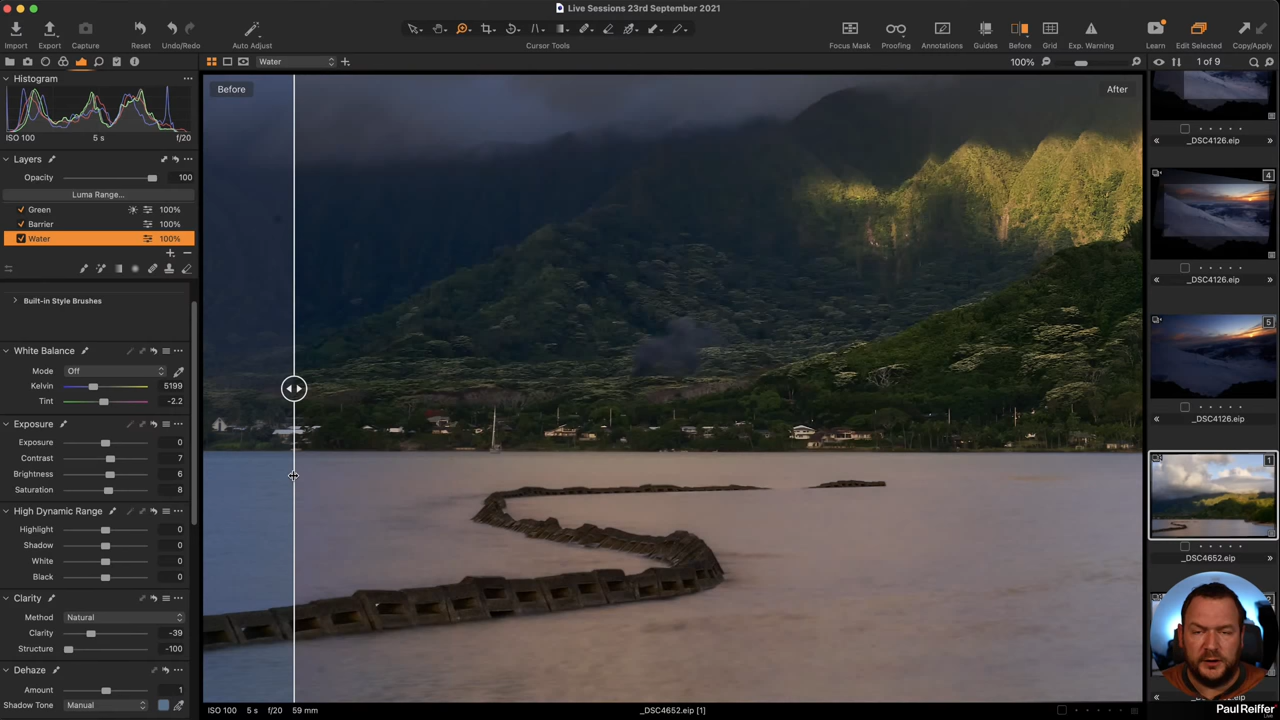 Live Sessions 23rd September 2021
Import
Export
Capture
Reset
Undo/Redo
Auto Adjust
Cursor Tools
Focus Mask
Proofing
Annotations
Guides
Before
Grid
Exp. Warning
Learn
Edit Selected
Copy/Apply
Water
100%
1 of 9
Histogram
ISO 100
5 s
f/20
Layers
Opacity
100
Luma Range...
Green
100%
Barrier
100%
Water
100%
Built-in Style Brushes
White Balance
Mode
Off
Kelvin
5199
Tint
-2.2
Exposure
Exposure
0
Contrast
7
Brightness
6
Saturation
8
High Dynamic Range
Highlight
0
Shadow
0
White
0
Black
0
Clarity
Method
Natural
Clarity
-39
Structure
-100
Dehaze
Amount
1
Shadow Tone
Manual
Before
After
ISO 100
5 s
f/20
59 mm
_DSC4652.eip [1]
_DSC4126.eip
4
_DSC4126.eip
5
_DSC4126.eip
1
_DSC4652.eip
Paul Reiffer
Live